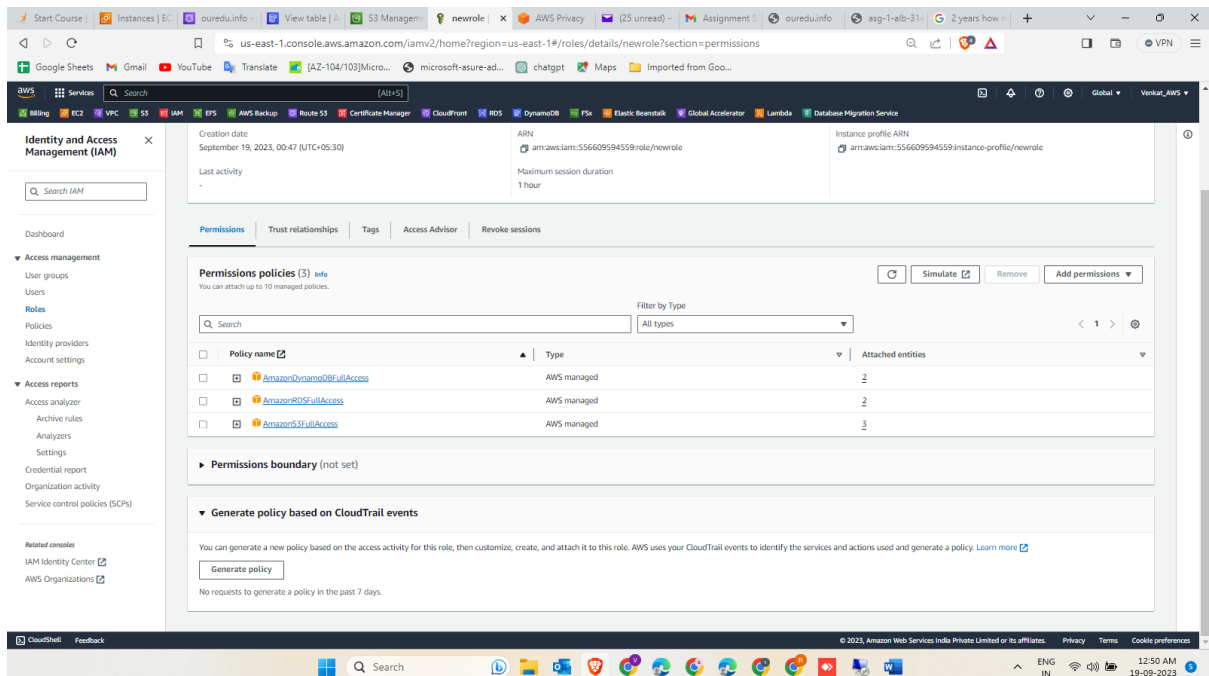 Start Course | Instances | EC ouredu.info - View table | A S3 Manageme newrole | AWS Privacy (25 unread) - Assignment S ouredu.info asg-1-alb-31- 2 years how n
us-east-1.console.aws.amazon.com/iamv2/home?region=us-east-1#/roles/details/newrole?section=permissions VPN
Google Sheets Gmail YouTube Translate [AZ-104/103]Micro... microsoft-asure-ad... chatgpt Maps Imported from Goo...
aws Services Search [Alt+S] Global Venkat_AWS
Billing EC2 VPC S3 IAM EFS AWS Backup Route 53 Certificate Manager CloudFront RDS DynamoDB FSx Elastic Beanstalk Global Accelerator Lambda Database Migration Service
Identity and Access Management (IAM)
Search IAM
Dashboard
Access management
User groups
Users
Roles
Policies
Identity providers
Account settings
Access reports
Access analyzer
Archive rules
Analyzers
Settings
Credential report
Organization activity
Service control policies (SCPs)
Related consoles
IAM Identity Center
AWS Organizations
Creation date
September 19, 2023, 00:47 (UTC+05:30)
ARN
arn:aws:iam::556609594559:role/newrole
Instance profile ARN
arn:aws:iam::556609594559:instance-profile/newrole
Last activity
-
Maximum session duration
1 hour
Permissions Trust relationships Tags Access Advisor Revoke sessions
Permissions policies (3) Info
You can attach up to 10 managed policies.
Simulate Remove Add permissions
Filter by Type
Search All types 1
Policy name Type Attached entities
AmazonDynamoDBFullAccess AWS managed 2
AmazonRDSFullAccess AWS managed 2
AmazonS3FullAccess AWS managed 3
Permissions boundary (not set)
Generate policy based on CloudTrail events
You can generate a new policy based on the access activity for this role, then customize, create, and attach it to this role. AWS uses your CloudTrail events to identify the services and actions used and generate a policy. Learn more
Generate policy
No requests to generate a policy in the past 7 days.
CloudShell Feedback © 2023, Amazon Web Services India Private Limited or its affiliates. Privacy Terms Cookie preferences
Search ENG IN 12:50 AM 19-09-2023 5